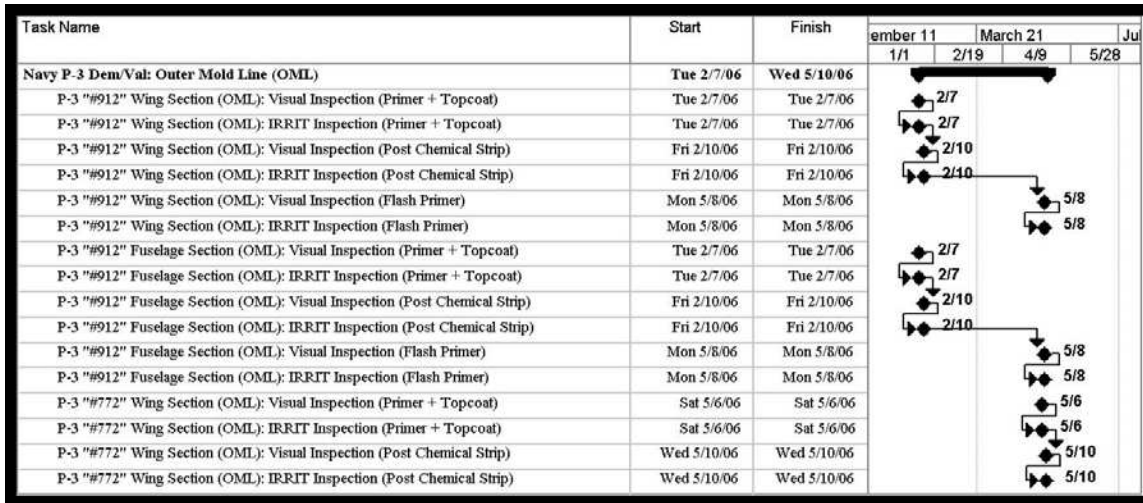 Task Name Start Finish ember 11 March 21 Jul
1/1 2/19 4/9 5/28
Navy P-3 Dem/Val: Outer Mold Line (OML) Tue 2/7/06 Wed 5/10/06
P-3 "#912" Wing Section (OML): Visual Inspection (Primer + Topcoat) Tue 2/7/06 Tue 2/7/06 2/7
P-3 "#912" Wing Section (OML): IRRIT Inspection (Primer + Topcoat) Tue 2/7/06 Tue 2/7/06 2/7
P-3 "#912" Wing Section (OML): Visual Inspection (Post Chemical Strip) Fri 2/10/06 Fri 2/10/06 2/10
P-3 "#912" Wing Section (OML): IRRIT Inspection (Post Chemical Strip) Fri 2/10/06 Fri 2/10/06 2/10
P-3 "#912" Wing Section (OML): Visual Inspection (Flash Primer) Mon 5/8/06 Mon 5/8/06 5/8
P-3 "#912" Wing Section (OML): IRRIT Inspection (Flash Primer) Mon 5/8/06 Mon 5/8/06 5/8
P-3 "#912" Fuselage Section (OML): Visual Inspection (Primer + Topcoat) Tue 2/7/06 Tue 2/7/06 2/7
P-3 "#912" Fuselage Section (OML): IRRIT Inspection (Primer + Topcoat) Tue 2/7/06 Tue 2/7/06 2/7
P-3 "#912" Fuselage Section (OML): Visual Inspection (Post Chemical Strip) Fri 2/10/06 Fri 2/10/06 2/10
P-3 "#912" Fuselage Section (OML): IRRIT Inspection (Post Chemical Strip) Fri 2/10/06 Fri 2/10/06 2/10
P-3 "#912" Fuselage Section (OML): Visual Inspection (Flash Primer) Mon 5/8/06 Mon 5/8/06 5/8
P-3 "#912" Fuselage Section (OML): IRRIT Inspection (Flash Primer) Mon 5/8/06 Mon 5/8/06 5/8
P-3 "#772" Wing Section (OML): Visual Inspection (Primer + Topcoat) Sat 5/6/06 Sat 5/6/06 5/6
P-3 "#772" Wing Section (OML): IRRIT Inspection (Primer + Topcoat) Sat 5/6/06 Sat 5/6/06 5/6
P-3 "#772" Wing Section (OML): Visual Inspection (Post Chemical Strip) Wed 5/10/06 Wed 5/10/06 5/10
P-3 "#772" Wing Section (OML): IRRIT Inspection (Post Chemical Strip) Wed 5/10/06 Wed 5/10/06 5/10